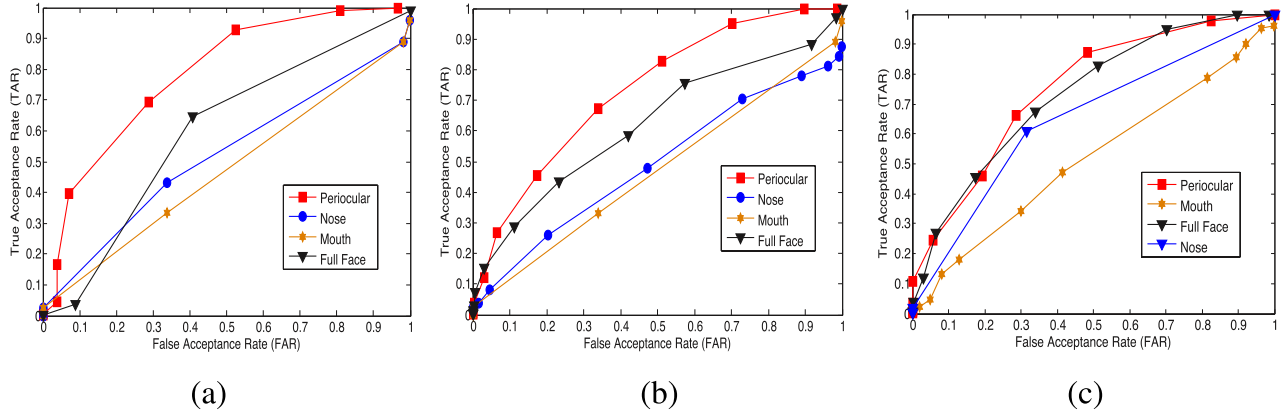 True Acceptance Rate (TAR)
1
0.9
0.8
0.7
0.6
0.5
0.4
0.3
0.2
0.1
0
0.1 0.2 0.3 0.4 0.5 0.6 0.7 0.8 0.9 1
False Acceptance Rate (FAR)
Periocular
Nose
Mouth
Full Face
(a)
True Acceptance Rate (TAR)
1
0.9
0.8
0.7
0.6
0.5
0.4
0.3
0.2
0.1
0
0.1 0.2 0.3 0.4 0.5 0.6 0.7 0.8 0.9 1
False Acceptance Rate (FAR)
Periocular
Nose
Mouth
Full Face
(b)
True Acceptance Rate (TAR)
1
0.9
0.8
0.7
0.6
0.5
0.4
0.3
0.2
0.1
0
0.1 0.2 0.3 0.4 0.5 0.6 0.7 0.8 0.9 1
False Acceptance Rate (FAR)
Periocular
Mouth
Full Face
Nose
(c)